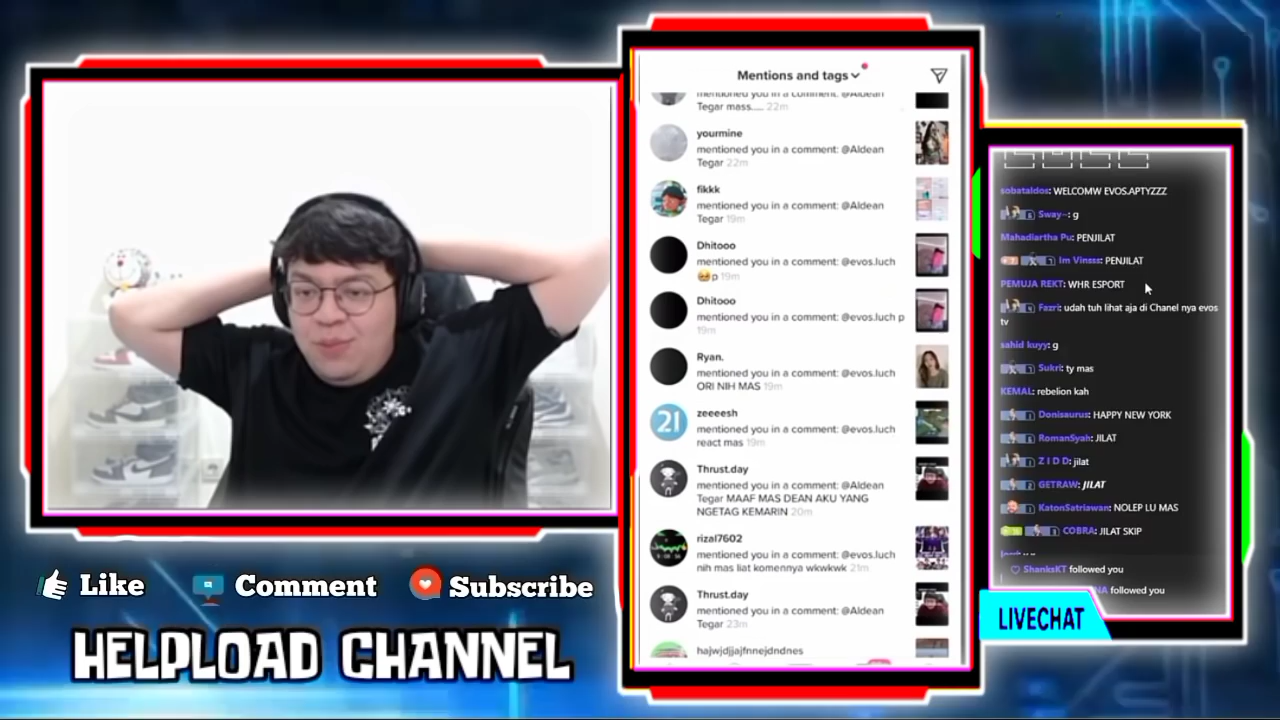 Mentions and tags
mentioned you in a comment: @Aldean
Tegar mass..... 22m
yourmine
mentioned you in a comment: @Aldean
Tegar 22m
fikkk
mentioned you in a comment: @Aldean
Tegar 19m
Dhitooo
mentioned you in a comment: @evos.luch
🥹p 19m
Dhitooo
mentioned you in a comment: @evos.luch p
19m
Ryan.
mentioned you in a comment: @evos.luch
ORI NIH MAS 19m
21
zeeeesh
mentioned you in a comment: @evos.luch
react mas 19m
Thrust.day
mentioned you in a comment: @Aldean
Tegar MAAF MAS DEAN AKU YANG
NGETAG KEMARIN 20m
rizal7602
mentioned you in a comment: @evos.luch
nih mas liat komennya wkwkwk 21m
Thrust.day
mentioned you in a comment: @Aldean
Tegar 23m
hajwjdjjajfnnejdndnes
sobataldos: WELCOMW EVOS.APTYZZZ
Sway~: g
Mahadiartha Pu: PENJILAT
Im Vinsss: PENJILAT
PEMUJA REKT: WHR ESPORT
Fazri: udah tuh lihat aja di Chanel nya evos
tv
sahid kuyy: g
Sukri: ty mas
KEMAL: rebelion kah
Donisaurus: HAPPY NEW YORK
RomanSyah: JILAT
Z I D D: jilat
GETRAW: JILAT
KatonSatriawan: NOLEP LU MAS
COBRA: JILAT SKIP
ShanksKT followed you
NA followed you
LIVECHAT
Like
Comment
Subscribe
HELPLOAD CHANNEL